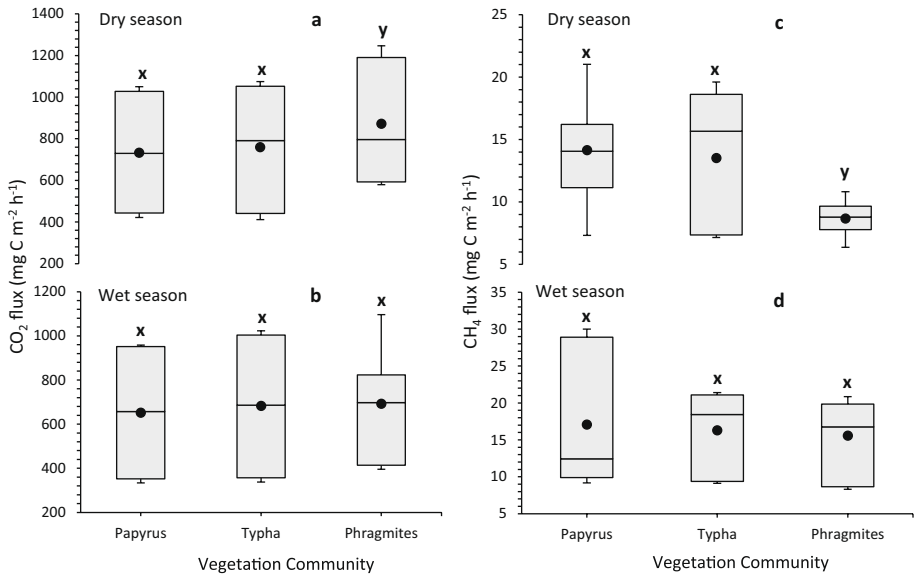 Dry season
a
1400
1200
1000
800
600
400
200
x
x
y
Wet season
b
1200
1000
800
600
400
200
x
x
x
CO2 flux (mg C m-2 h-1)
Papyrus Typha Phragmites
Vegetation Community
Dry season
c
25
20
15
10
5
x
x
y
Wet season
d
35
30
25
20
15
10
5
x
x
x
CH4 flux (mg C m-2 h-1)
Papyrus Typha Phragmites
Vegetation Community